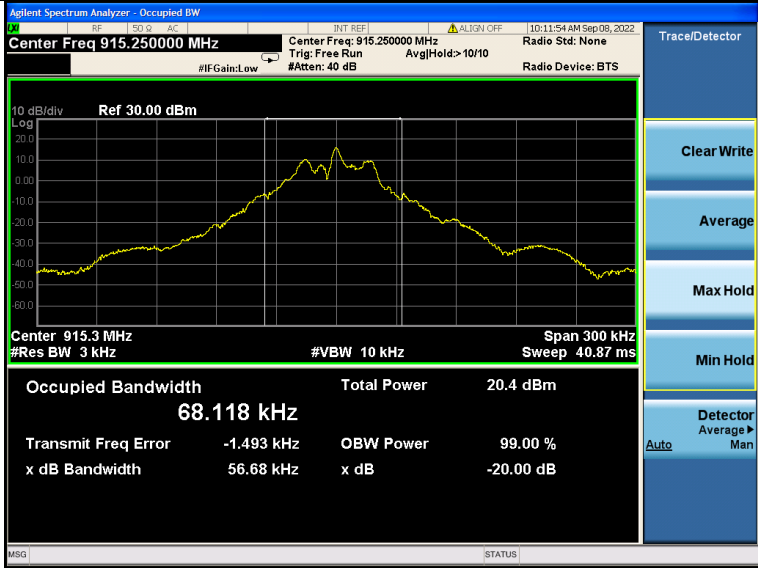 Agilent Spectrum Analyzer - Occupied BW
LXI RF 50 Ω AC INT REF ALIGN OFF 10:11:54 AM Sep 08, 2022
Center Freq 915.250000 MHz
Center Freq: 915.250000 MHz
Radio Std: None
Trig: Free Run Avg|Hold:>10/10
#IFGain:Low #Atten: 40 dB
Radio Device: BTS
Trace/Detector
10 dB/div Ref 30.00 dBm
Log
20.0
10.0
0.00
-10.0
-20.0
-30.0
-40.0
-50.0
-60.0
Center 915.3 MHz Span 300 kHz
#Res BW 3 kHz #VBW 10 kHz Sweep 40.87 ms
Occupied Bandwidth Total Power 20.4 dBm
68.118 kHz
Transmit Freq Error -1.493 kHz OBW Power 99.00 %
x dB Bandwidth 56.68 kHz x dB -20.00 dB
Clear Write
Average
Max Hold
Min Hold
Detector
Average▶
Auto Man
MSG STATUS